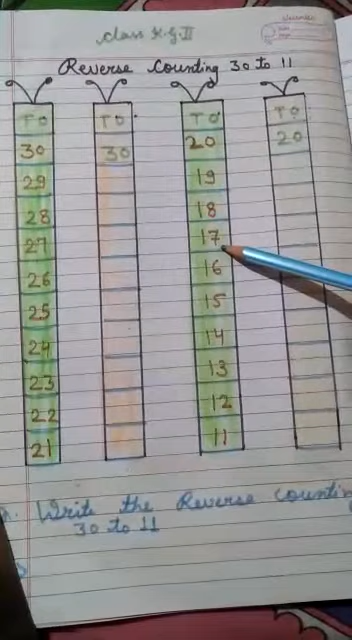 Class K.G II
Reverse Counting 30 to 11
T O T O T O T O
30 30 20 20
29 19
28 18
27 17
26 16
25 15
24 14
23 13
22 12
21 11
Write the Reverse Counting
30 to 11